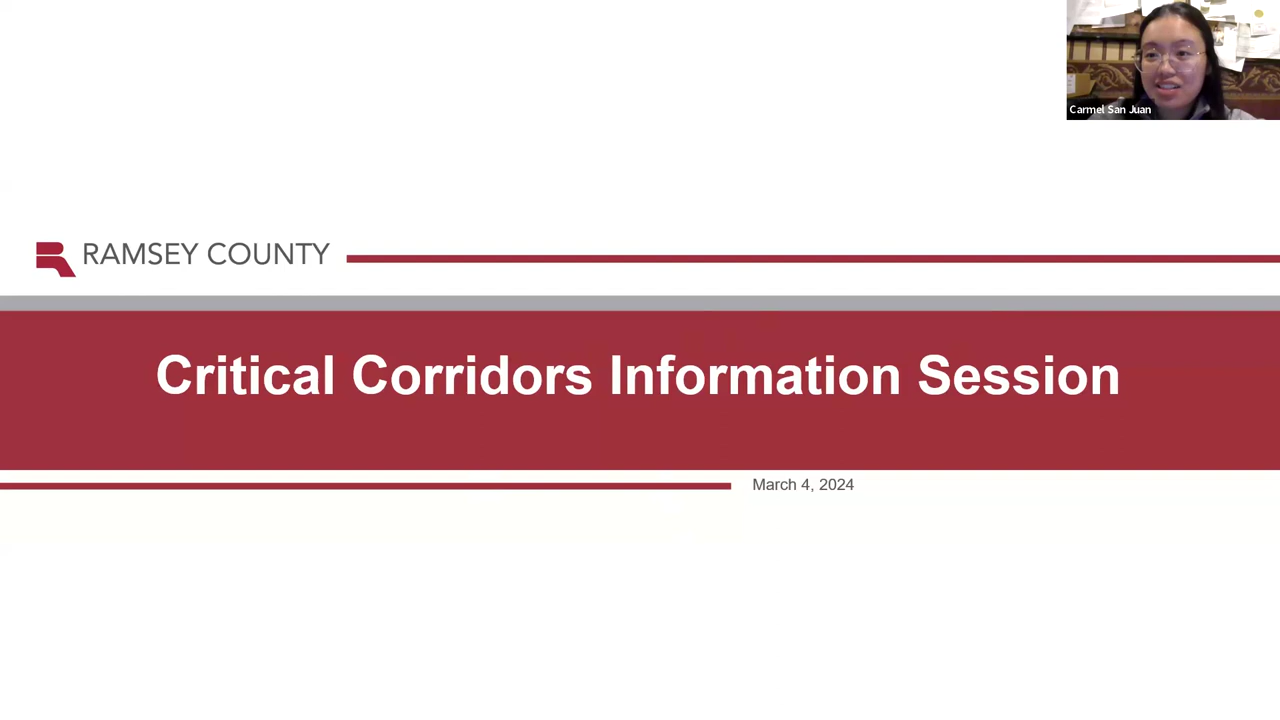 Carmel San Juan
RAMSEY COUNTY
Critical Corridors Information Session
March 4, 2024